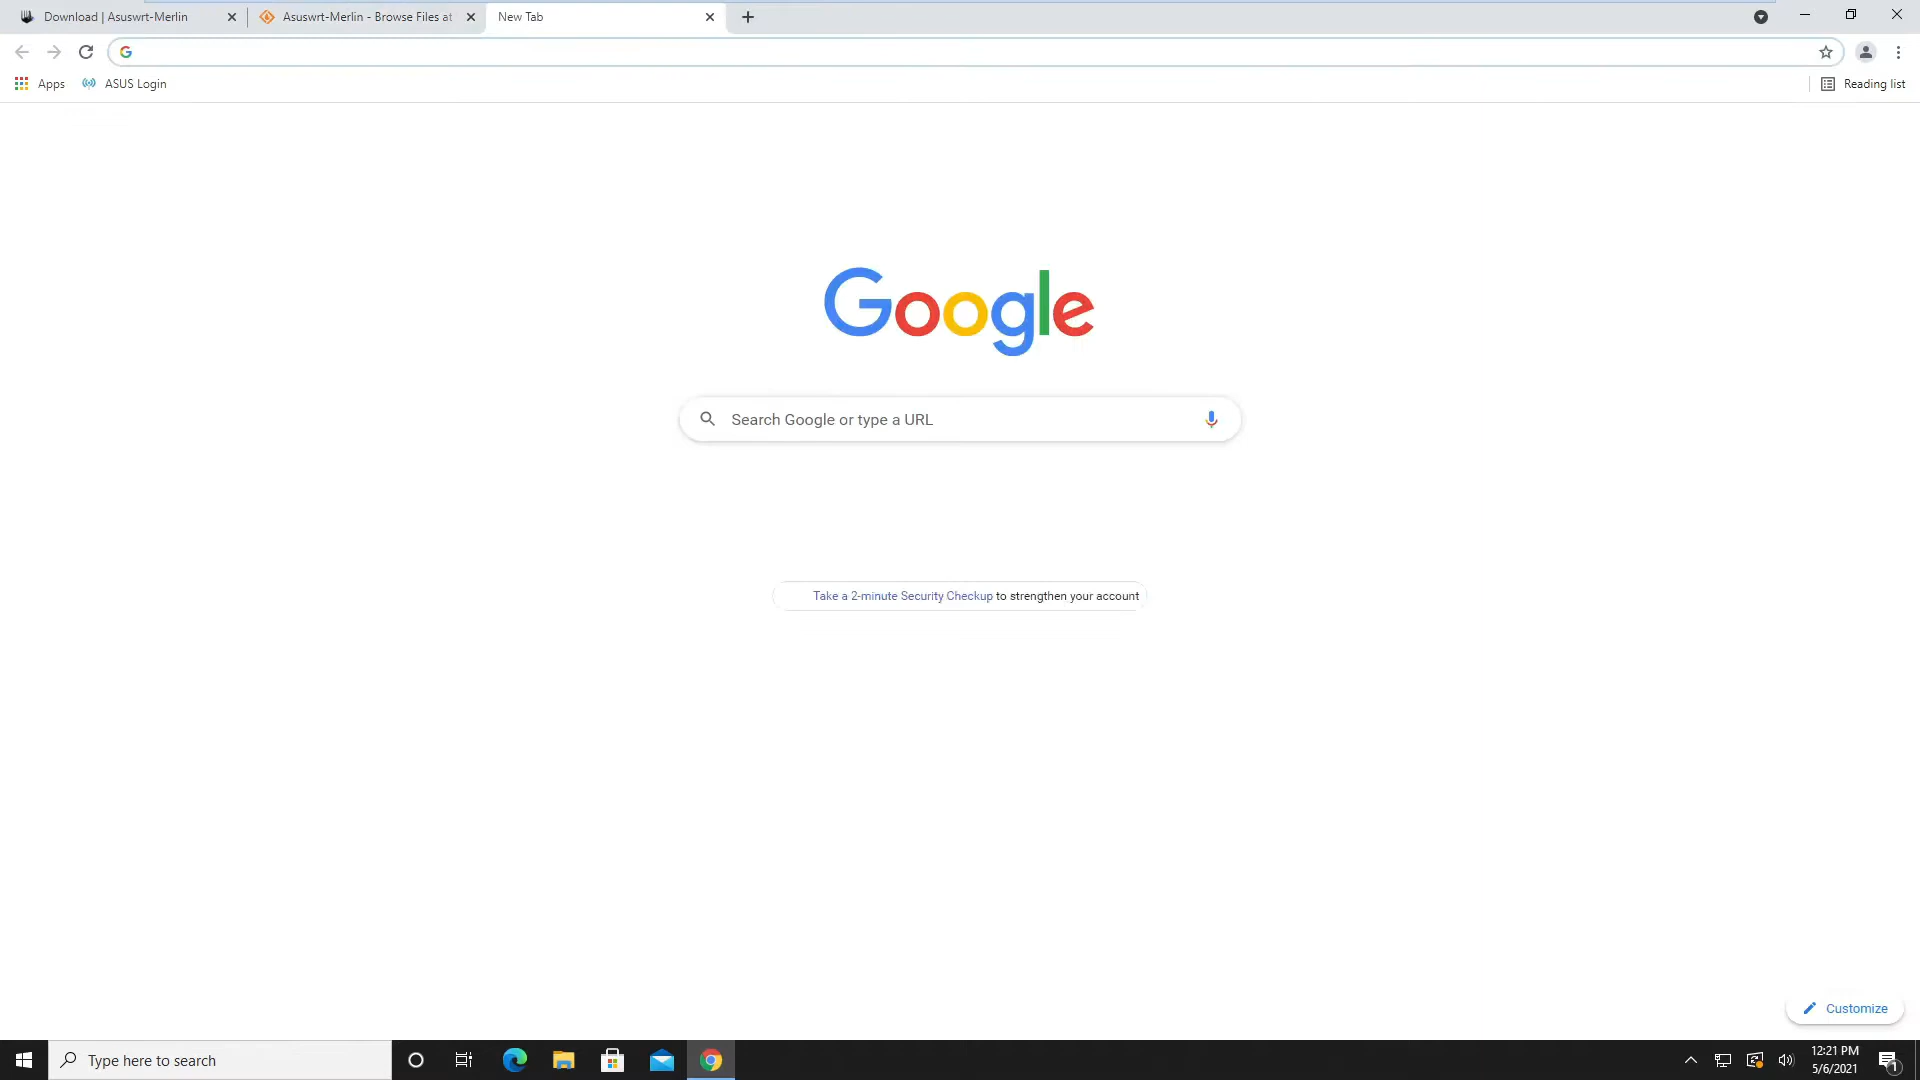 Download | Asuswrt-Merlin
Asuswrt-Merlin - Browse Files at
New Tab
Apps
ASUS Login
Reading list
Google
Search Google or type a URL
Take a 2-minute Security Checkup to strengthen your account
Customize
Type here to search
12:21 PM
5/6/2021
1